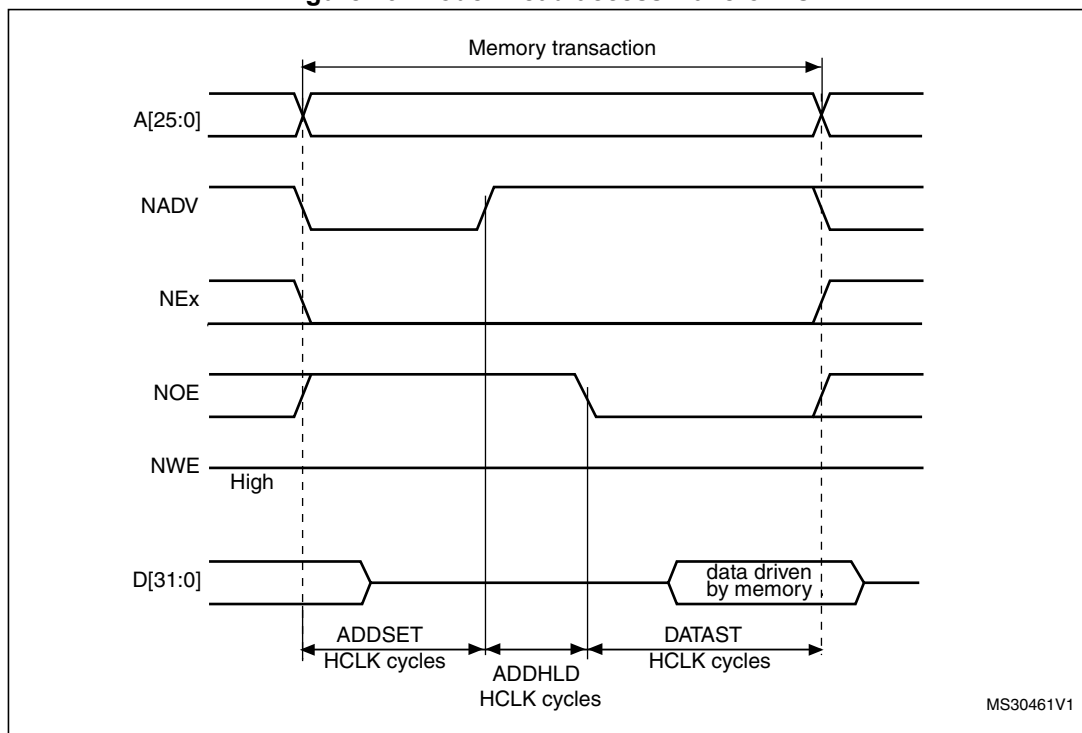 Memory transaction
A[25:0]
NADV
NEx
NOE
NWE
High
D[31:0]
data driven
by memory
ADDSET
HCLK cycles
ADDHLD
HCLK cycles
DATAST
HCLK cycles
MS30461V1